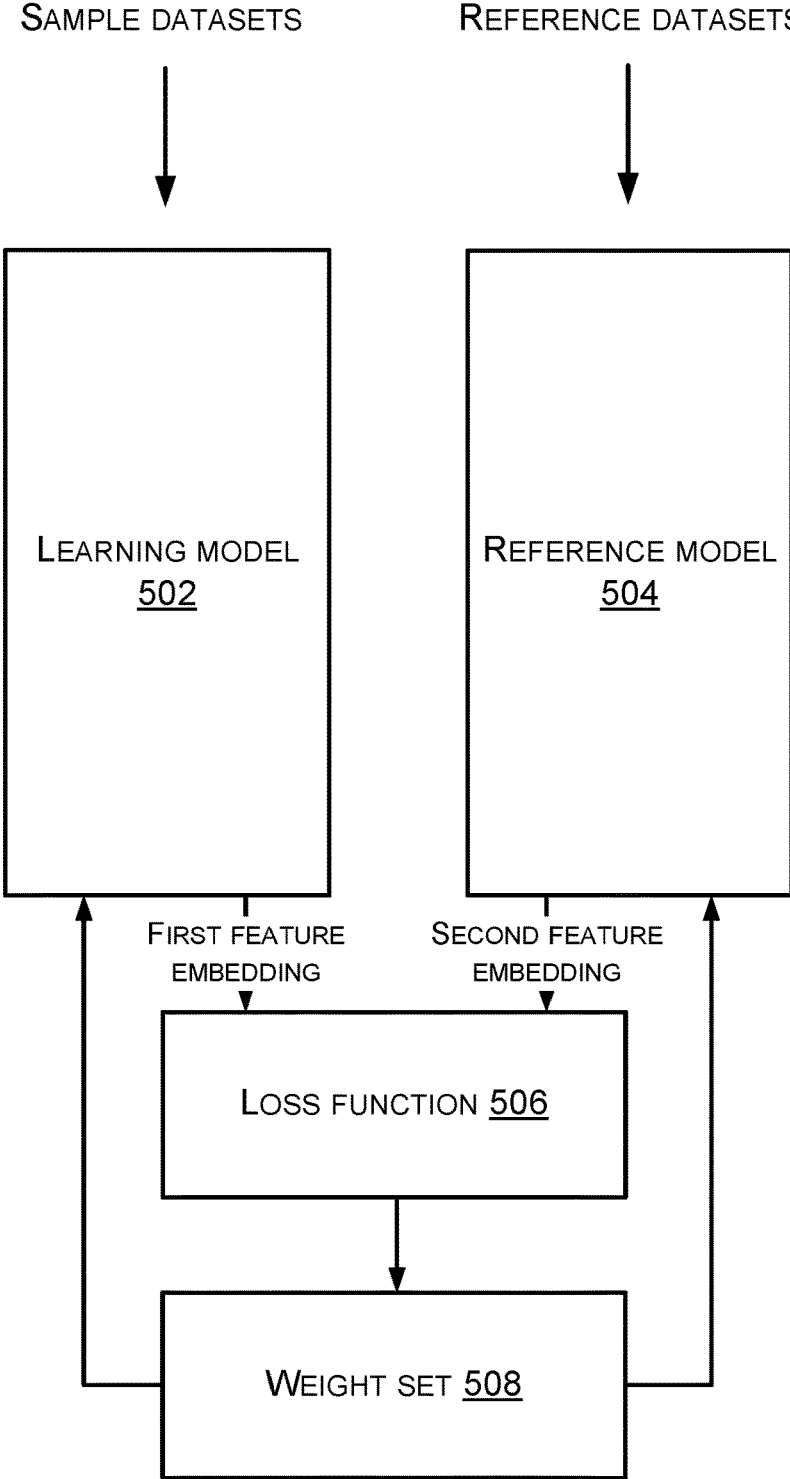 SAMPLE DATASETS
REFERENCE DATASETS
LEARNING MODEL
502
REFERENCE MODEL
504
FIRST FEATURE
EMBEDDING
SECOND FEATURE
EMBEDDING
LOSS FUNCTION 506
WEIGHT SET 508